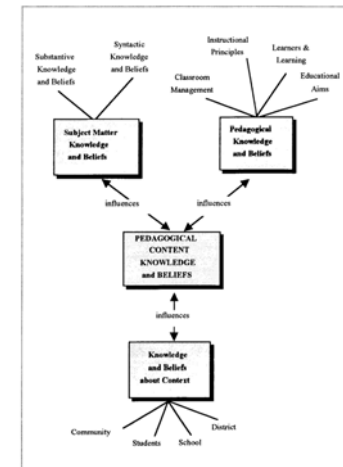 Substantive
Knowledge
and Beliefs
Syntactic
Knowledge
and Beliefs
Instructional
Principles
Learners &
Learning
Classroom
Management
Educational
Aims
Subject Matter
Knowledge
and Beliefs
Pedagogical
Knowledge
and Beliefs
influences
influences
PEDAGOGICAL
CONTENT
KNOWLEDGE
and BELIEFS
influences
Knowledge
and Beliefs
about Context
Community
Students
School
District